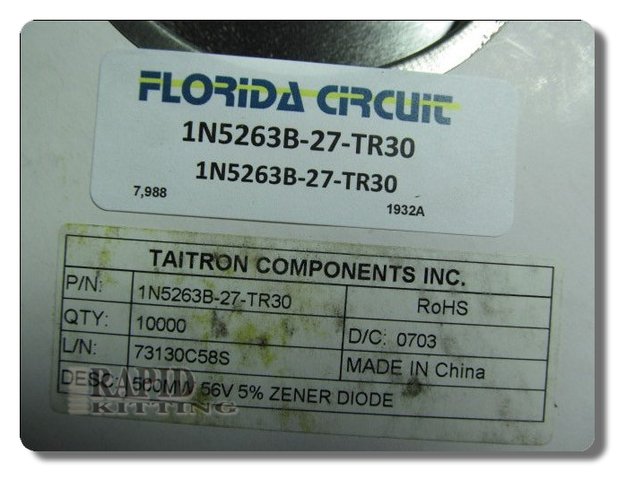 FLORiDA CiRCUiT
1N5263B-27-TR30
1N5263B-27-TR30
7,988
1932A
TAITRON COMPONENTS INC.
P/N: 1N5263B-27-TR30 RoHS
QTY: 10000 D/C: 0703
L/N: 73130C58S MADE IN China
DESC: 500MW 56V 5% ZENER DIODE
RAPID
KITTING